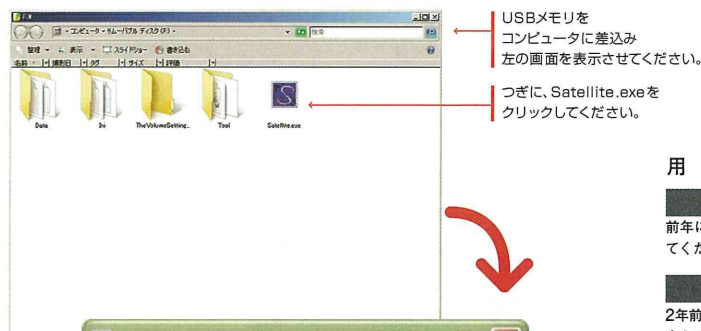 コンピュータ ▸ リムーバブル ディスク (F:) ▸
検索
整理 表示 スライドショー 書き込む
名前 撮影日 タグ サイズ 評価
Data
Ini
TheVolumeSetting...
Tool
Satellite.exe
USBメモリを
コンピュータに差込み
左の画面を表示させてください。
つぎに、Satellite.exeを
クリックしてください。
用
前年に
てくだ
2年前